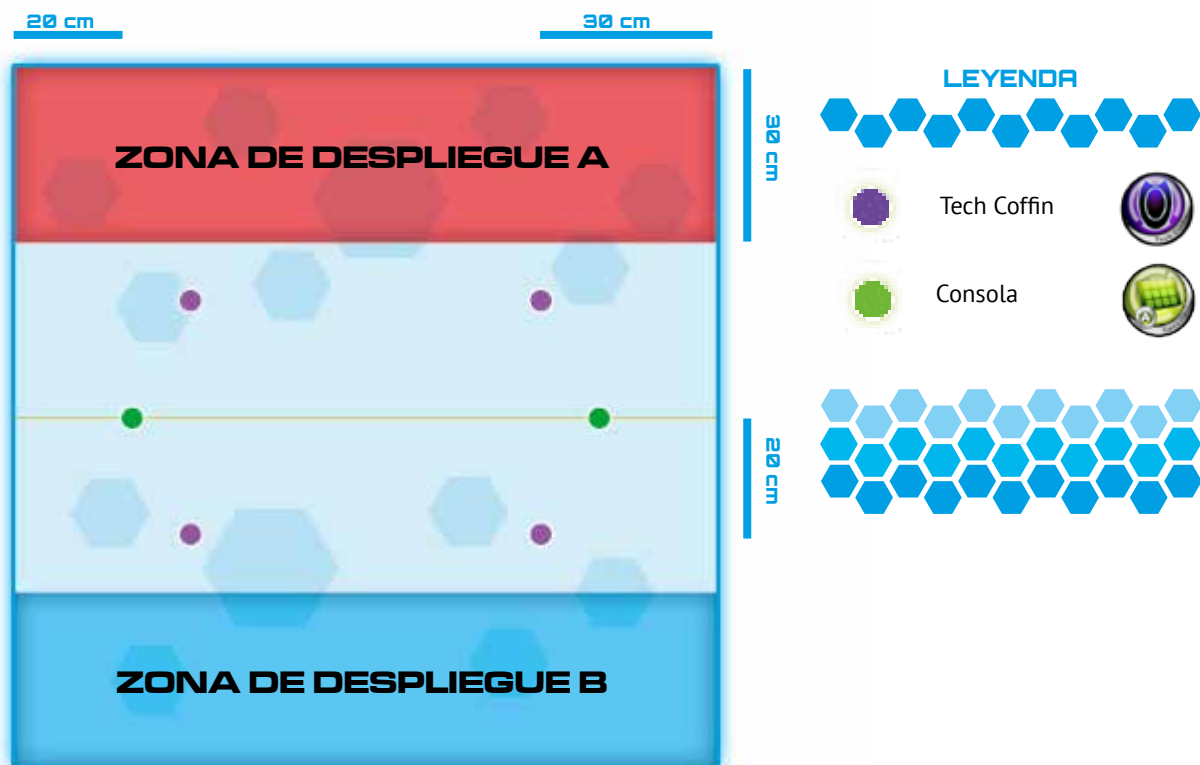 20 cm
30 cm
ZONA DE DESPLIEGUE A
30 cm
LEYENDA
Tech Coffin
Consola
20 cm
ZONA DE DESPLIEGUE B